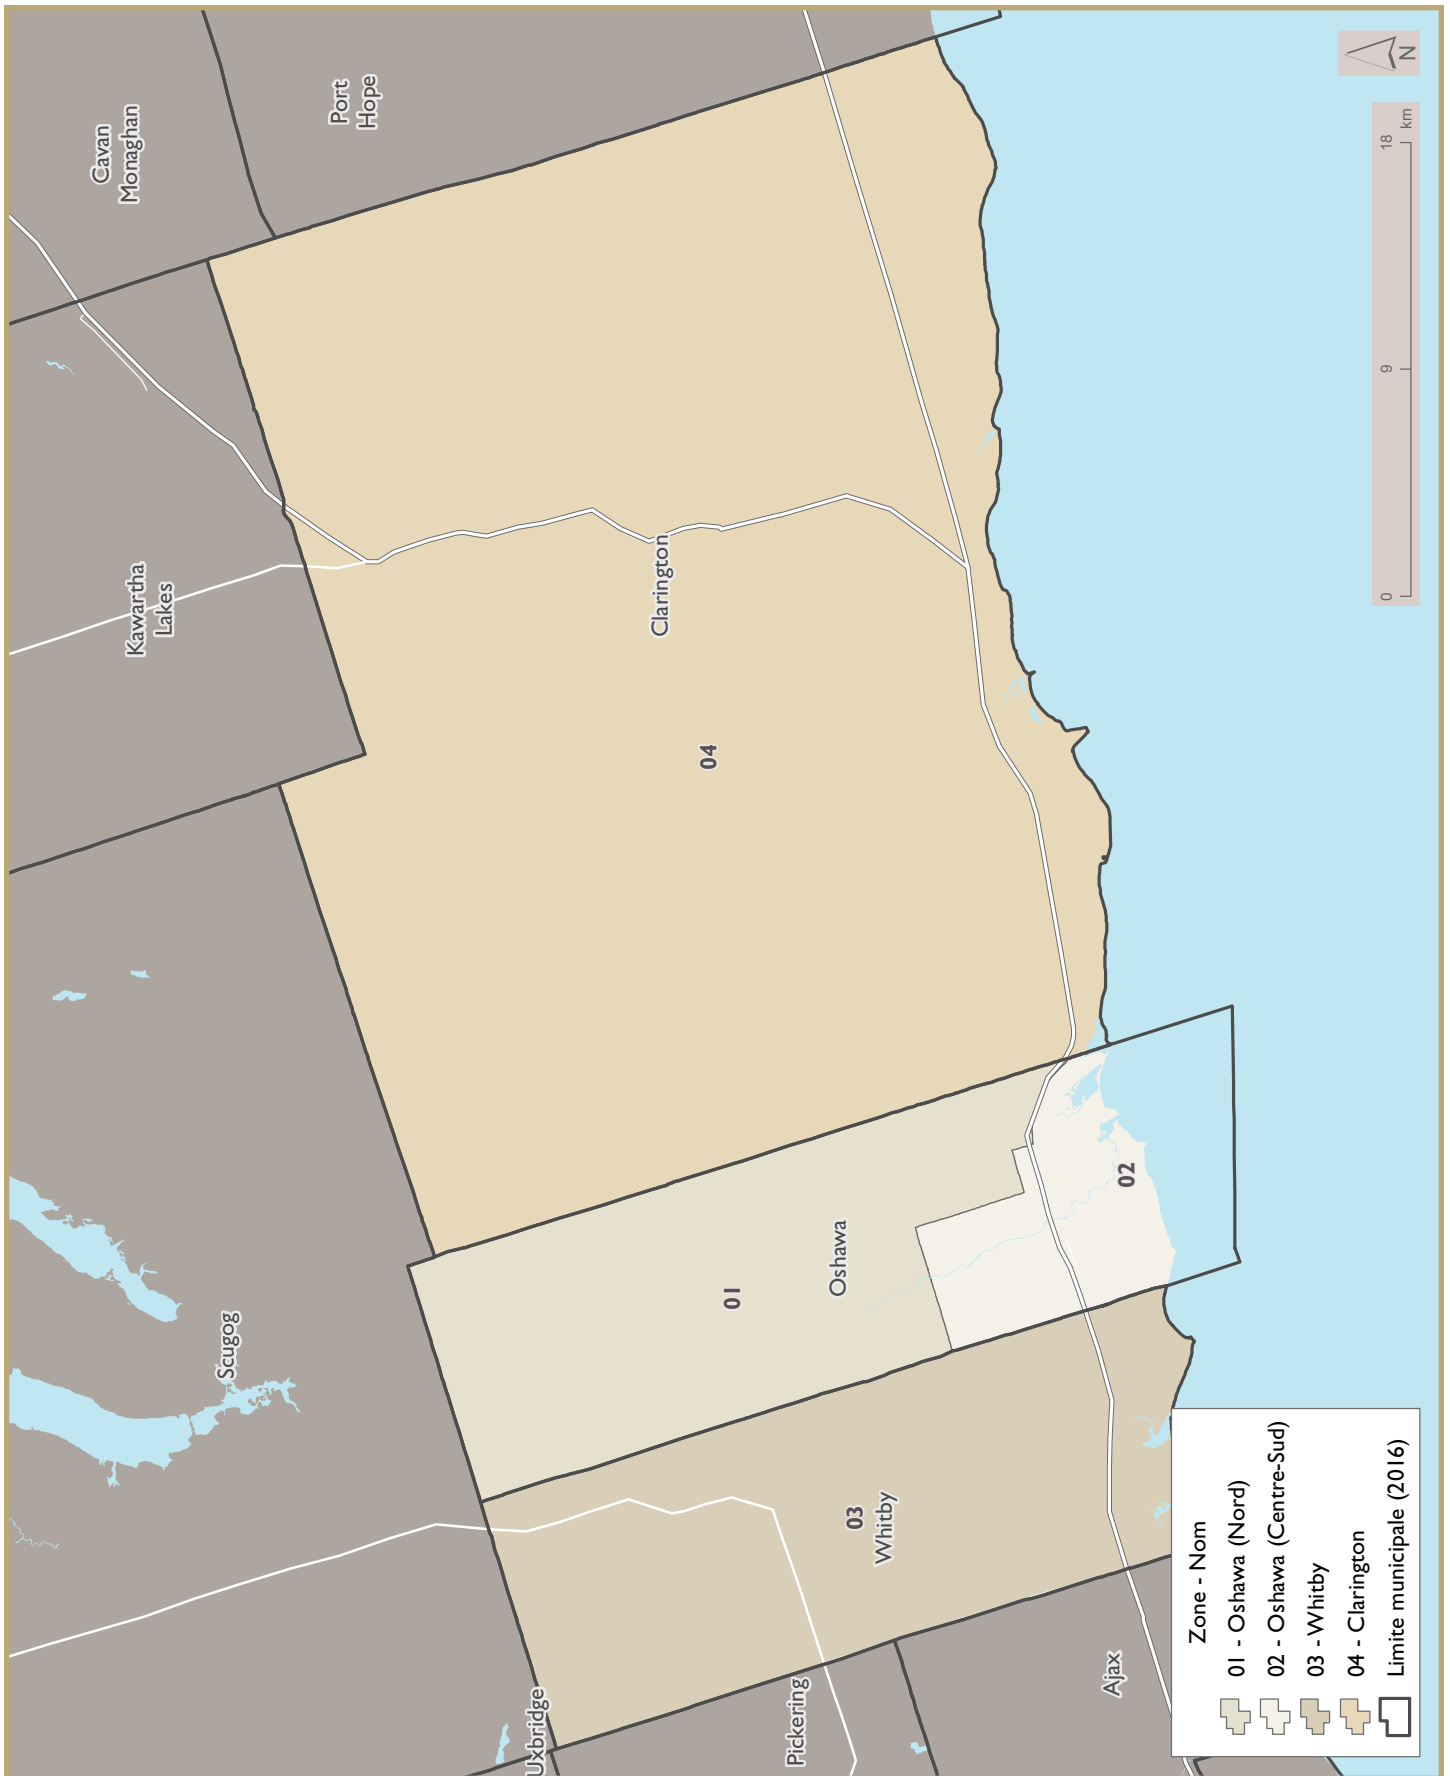 Cavan
Monaghan
Port
Hope
Kawartha
Lakes
Clarington
04
Scugog
01
Oshawa
02
03
Whitby
Uxbridge
Pickering
Ajax
N
0 9 18 km
Zone - Nom
01 - Oshawa (Nord)
02 - Oshawa (Centre-Sud)
03 - Whitby
04 - Clarington
Limite municipale (2016)